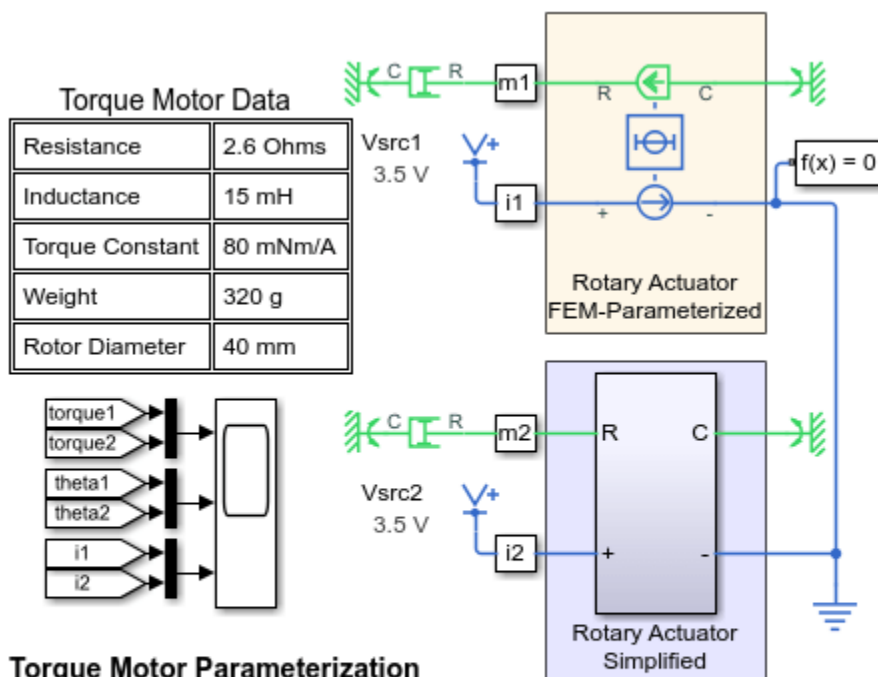 Torque Motor Data
Resistance 2.6 Ohms
Inductance 15 mH
Torque Constant 80 mNm/A
Weight 320 g
Rotor Diameter 40 mm
C R m1 R C
Vsrc1
3.5 V
i1 + -
f(x) = 0
Rotary Actuator
FEM-Parameterized
torque1
torque2
theta1
theta2
i1
i2
C R m2 R C
Vsrc2
3.5 V
i2 + -
Rotary Actuator
Simplified
Torque Motor Parameterization